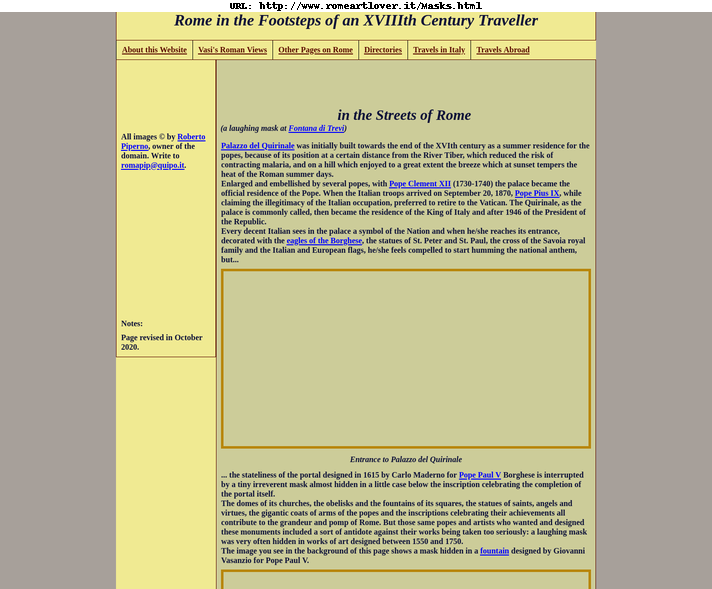 URL: http://www.romeartlover.it/Masks.html
Rome in the Footsteps of an XVIIIth Century Traveller
About this Website
Vasi's Roman Views
Other Pages on Rome
Directories
Travels in Italy
Travels Abroad
All images © by Roberto
Piperno, owner of the
domain. Write to
romapip@quipo.it.
Notes:
Page revised in October
2020.
in the Streets of Rome
(a laughing mask at Fontana di Trevi)
Palazzo del Quirinale was initially built towards the end of the XVIth century as a summer residence for the
popes, because of its position at a certain distance from the River Tiber, which reduced the risk of
contracting malaria, and on a hill which enjoyed to a great extent the breeze which at sunset tempers the
heat of the Roman summer days.
Enlarged and embellished by several popes, with Pope Clement XII (1730-1740) the palace became the
official residence of the Pope. When the Italian troops arrived on September 20, 1870, Pope Pius IX, while
claiming the illegitimacy of the Italian occupation, preferred to retire to the Vatican. The Quirinale, as the
palace is commonly called, then became the residence of the King of Italy and after 1946 of the President of
the Republic.
Every decent Italian sees in the palace a symbol of the Nation and when he/she reaches its entrance,
decorated with the eagles of the Borghese, the statues of St. Peter and St. Paul, the cross of the Savoia royal
family and the Italian and European flags, he/she feels compelled to start humming the national anthem,
but...
Entrance to Palazzo del Quirinale
... the stateliness of the portal designed in 1615 by Carlo Maderno for Pope Paul V Borghese is interrupted
by a tiny irreverent mask almost hidden in a little case below the inscription celebrating the completion of
the portal itself.
The domes of its churches, the obelisks and the fountains of its squares, the statues of saints, angels and
virtues, the gigantic coats of arms of the popes and the inscriptions celebrating their achievements all
contribute to the grandeur and pomp of Rome. But those same popes and artists who wanted and designed
these monuments included a sort of antidote against their works being taken too seriously: a laughing mask
was very often hidden in works of art designed between 1550 and 1750.
The image you see in the background of this page shows a mask hidden in a fountain designed by Giovanni
Vasanzio for Pope Paul V.